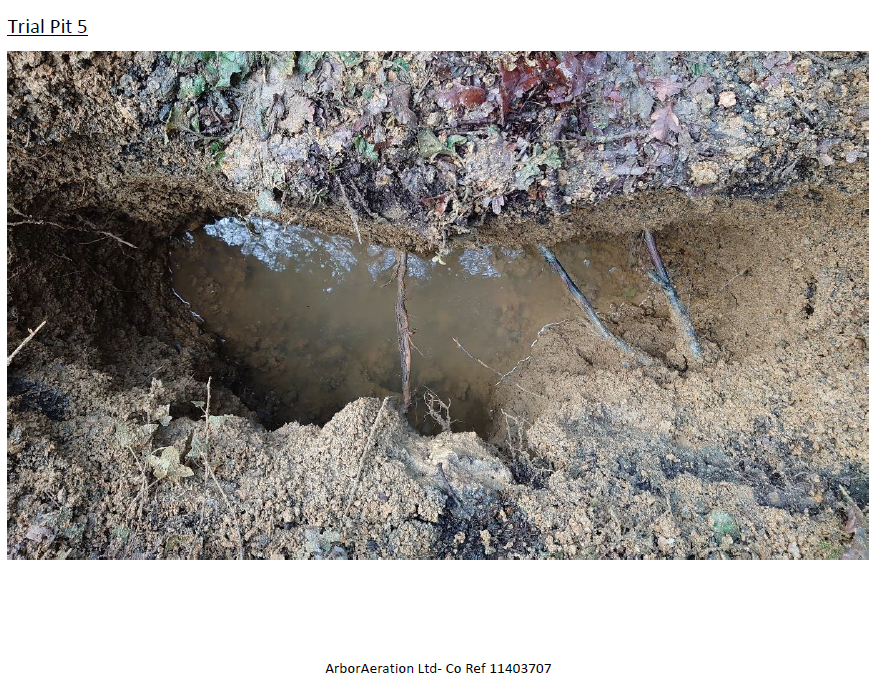 Trial Pit 5
ArborAeration Ltd- Co Ref 11403707